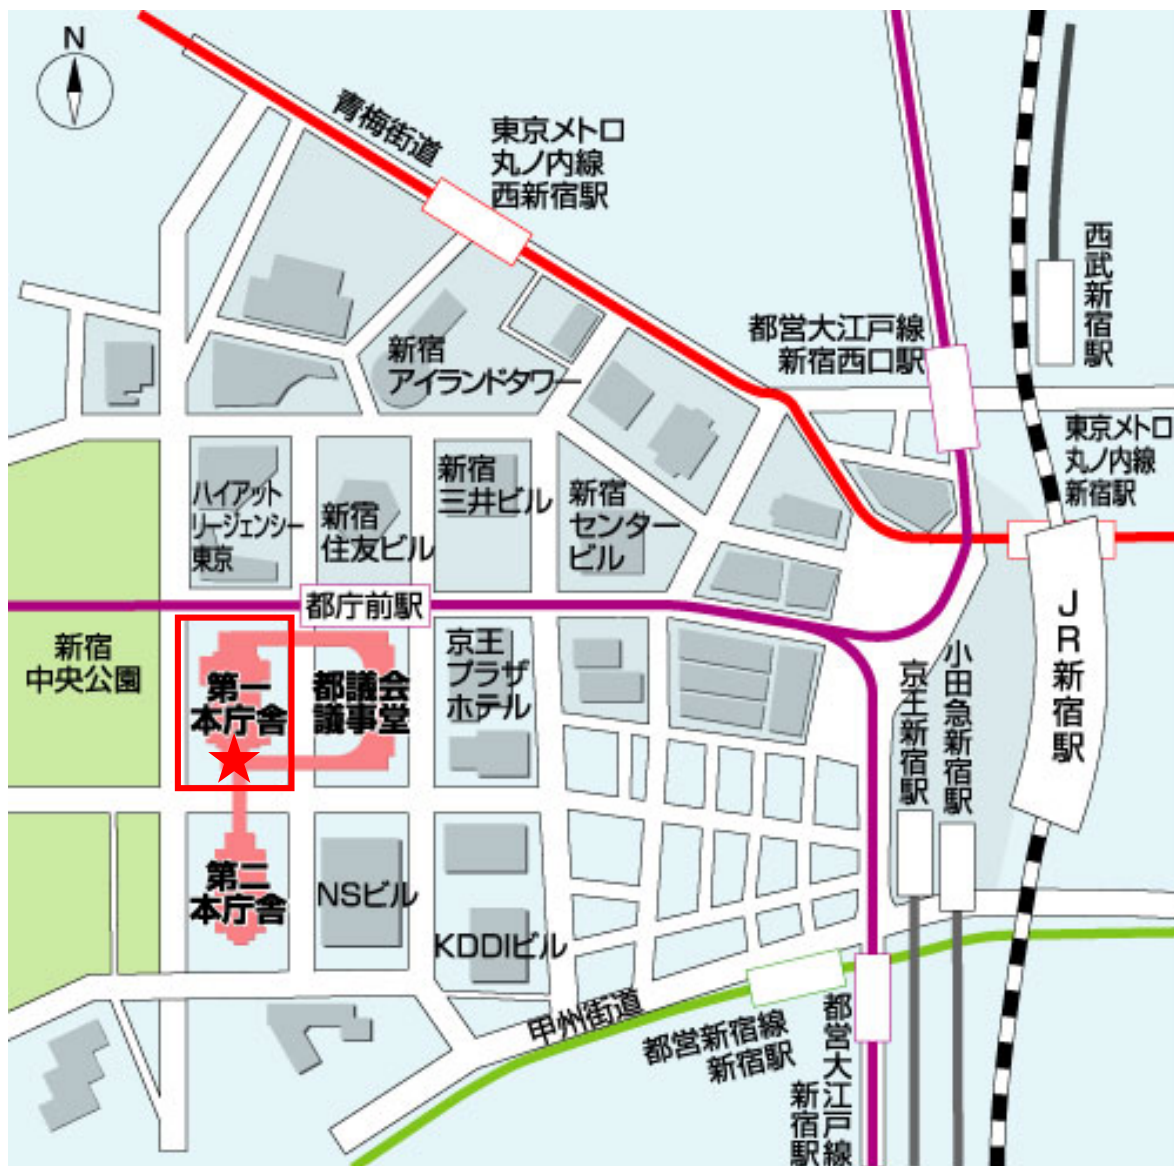 N
青梅街道
東京メトロ
丸ノ内線
西新宿駅
西武新宿駅
都営大江戸線
新宿西口駅
新宿
アイランドタワー
東京メトロ
丸ノ内線
新宿駅
ハイアット
リージェンシー
東京
新宿
住友ビル
新宿
三井ビル
新宿
センター
ビル
都庁前駅
JR新宿駅
新宿
中央公園
第一
本庁舎
都議会
議事堂
京王
プラザ
ホテル
京王新宿駅
小田急新宿駅
第二
本庁舎
NSビル
KDDIビル
甲州街道
都営新宿線
新宿駅
都営大江戸線
新宿駅